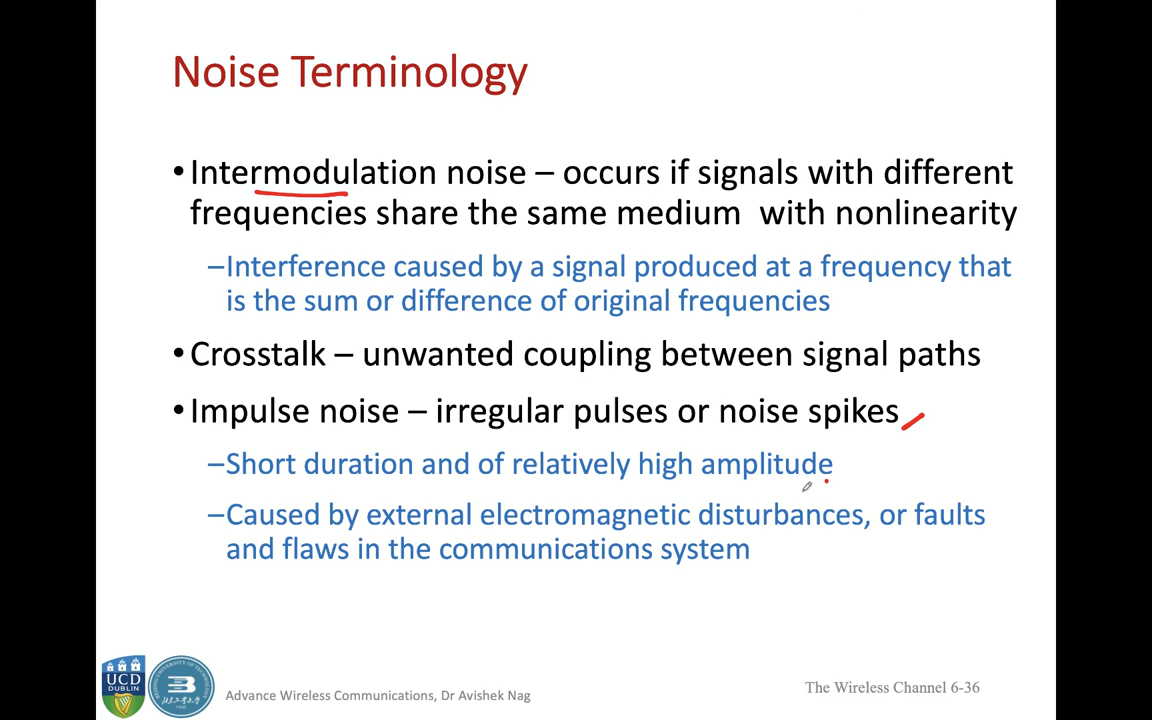 Noise Terminology
• Intermodulation noise – occurs if signals with different
frequencies share the same medium with nonlinearity
–Interference caused by a signal produced at a frequency that
is the sum or difference of original frequencies
• Crosstalk – unwanted coupling between signal paths
• Impulse noise – irregular pulses or noise spikes
–Short duration and of relatively high amplitude
–Caused by external electromagnetic disturbances, or faults
and flaws in the communications system
UCD
DUBLIN
Advance Wireless Communications, Dr Avishek Nag
The Wireless Channel 6-36